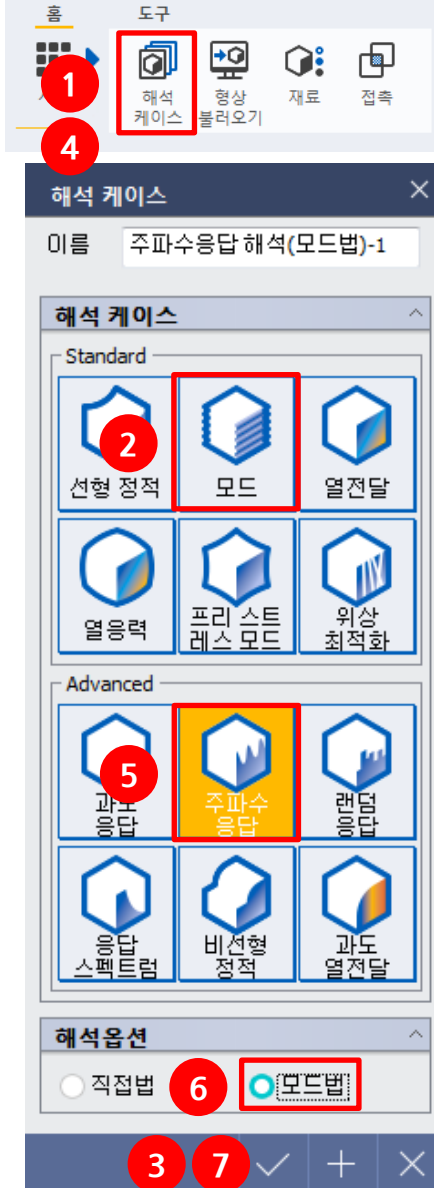 홈 도구
1
해석 형상 재료 접촉
케이스 불러오기
4
해석 케이스
이름 주파수응답 해석(모드법)-1
해석 케이스
Standard
2
선형 정적 모드 열전달
열응력 프리 스트 위상
레스 모드 최적화
Advanced
5
과도 주파수 랜덤
응답 응답 응답
응답 비선형 과도
스펙트럼 정적 열전달
해석옵션
직접법 6 모드법
3 7